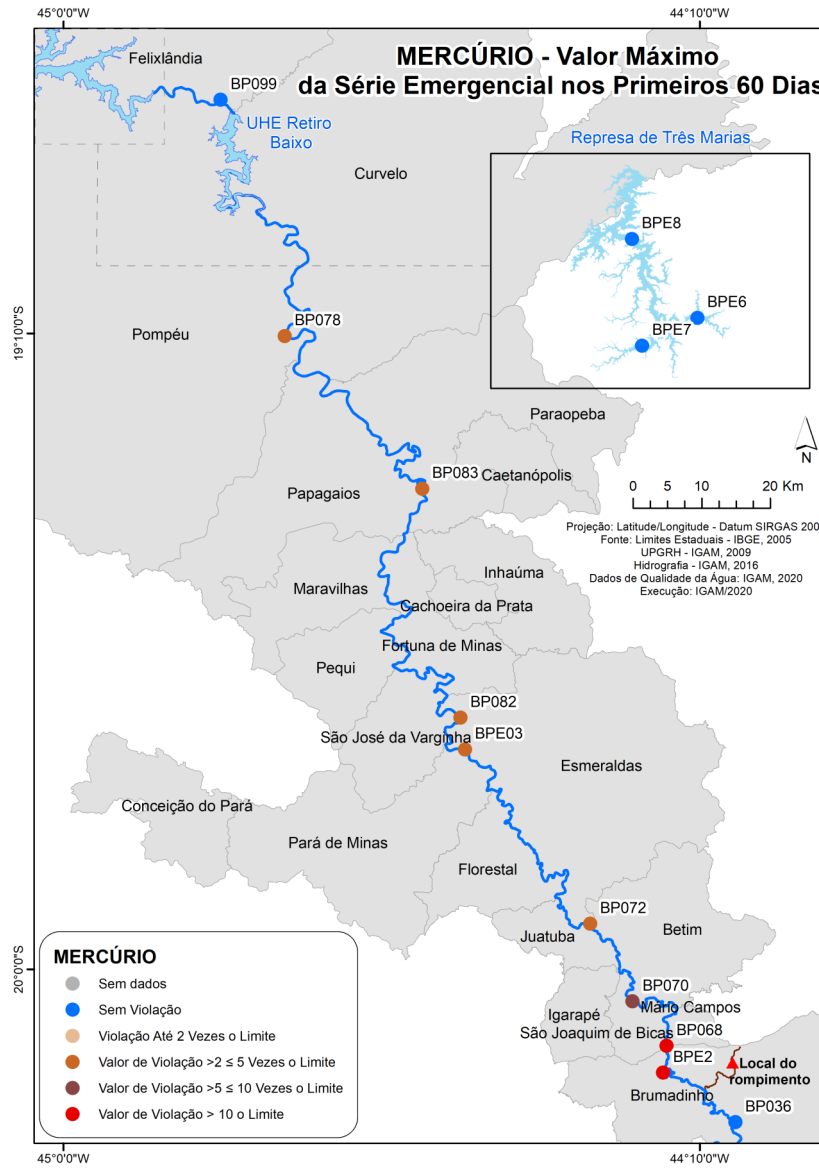 45°0'0"W
44°10'0"W
MERCÚRIO - Valor Máximo
da Série Emergencial nos Primeiros 60 Dias
Felixlândia
BP099
UHE Retiro
Baixo
Represa de Três Marias
Curvelo
BPE8
BPE6
BPE7
19°10'0"S
Pompéu
BP078
Paraopeba
N
BP083
Caetanópolis
Papagaios
0 5 10 20 Km
Projeção: Latitude/Longitude - Datum SIRGAS 200
Fonte: Limites Estaduais - IBGE, 2005
UPGRH - IGAM, 2009
Hidrografia - IGAM, 2016
Dados de Qualidade da Água: IGAM, 2020
Execução: IGAM/2020
Inhaúma
Maravilhas
Cachoeira da Prata
Fortuna de Minas
Pequi
BP082
São José da Varginha
BPE03
Esmeraldas
Conceição do Pará
Pará de Minas
Florestal
BP072
Juatuba
Betim
20°0'0"S
BP070
Mário Campos
Igarapé
São Joaquim de Bicas
BP068
BPE2
Local do
rompimento
Brumadinho
BP036
MERCÚRIO
Sem dados
Sem Violação
Violação Até 2 Vezes o Limite
Valor de Violação >2 ≤ 5 Vezes o Limite
Valor de Violação >5 ≤ 10 Vezes o Limite
Valor de Violação > 10 o Limite
45°0'0"W
44°10'0"W